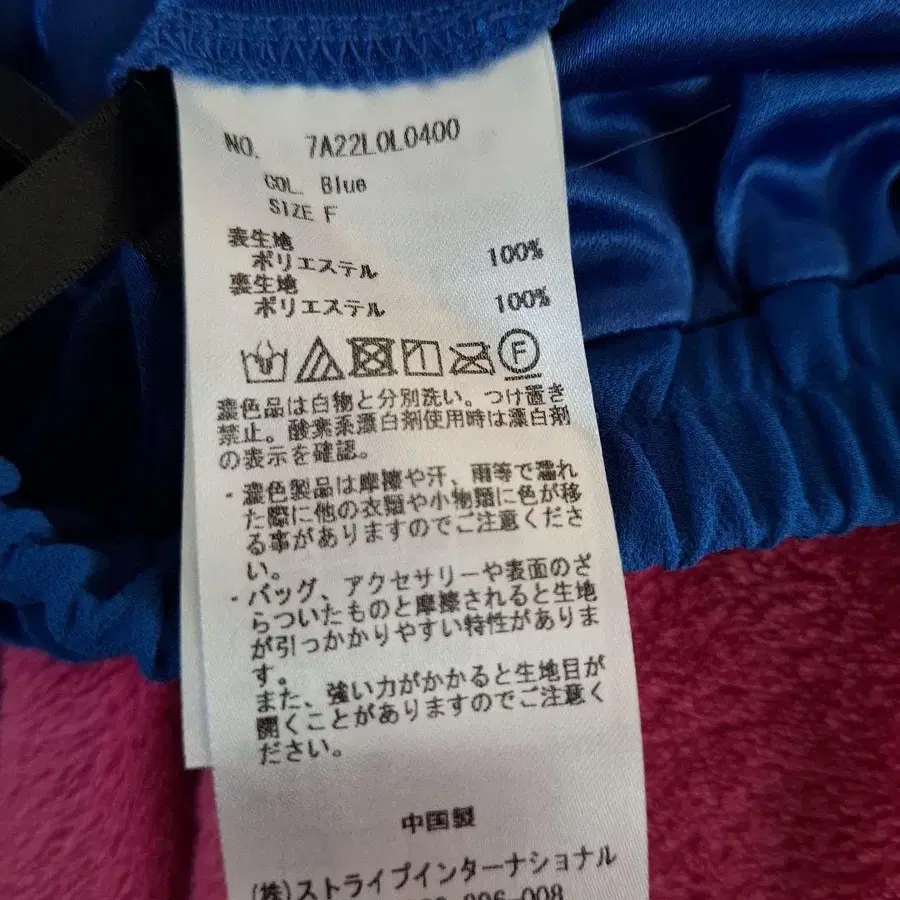 NO. 7A22L0L0400
COL. Blue
SIZE F
表生地
ポリエステル 100%
裏生地
ポリエステル 100%
F
濃色品は白物と分別洗い。つけ置き
禁止。酸素系漂白剤使用時は漂白剤
の表示を確認。
・濃色製品は摩擦や汗、雨等で濡れ
た際に他の衣類や小物類に色が移
る事がありますのでご注意くださ
い。
・バッグ、アクセサリーや表面のざ
らついたものと摩擦されると生地
が引っかかりやすい特性がありま
す。
また、強い力がかかると生地目が
開くことがありますのでご注意く
ださい。
中国製
(株)ストライプインターナショナル